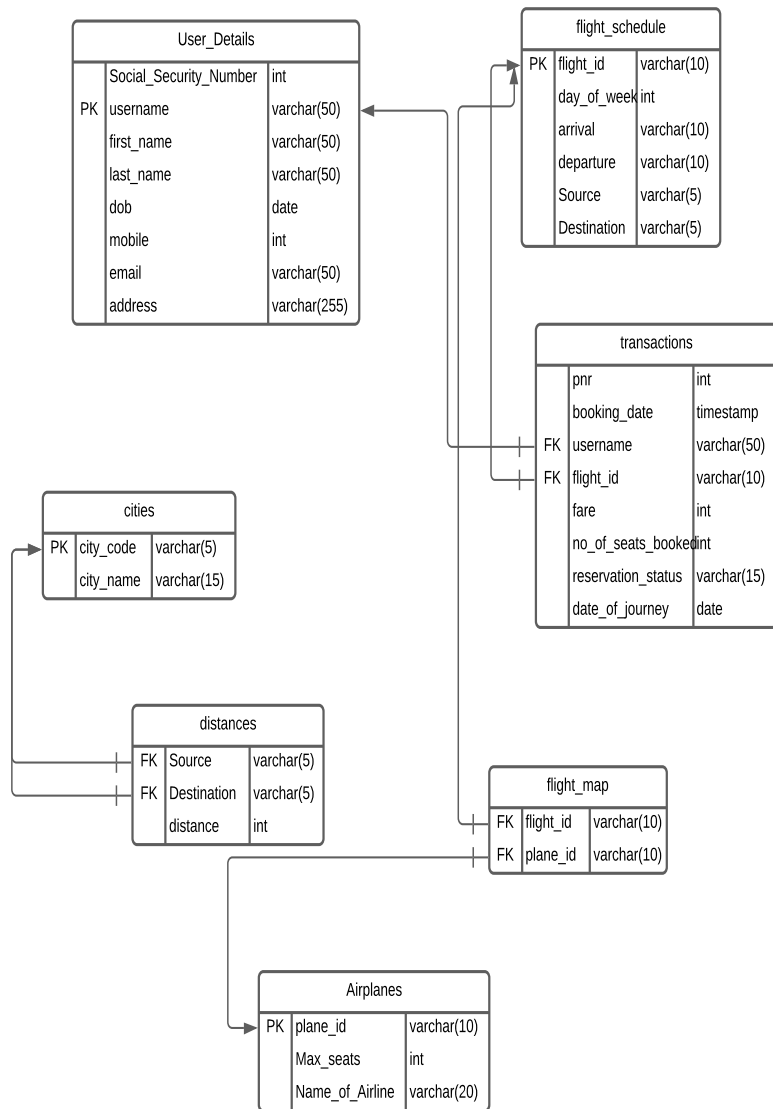 User_Details
Social_Security_Number int
PK username varchar(50)
first_name varchar(50)
last_name varchar(50)
dob date
mobile int
email varchar(50)
address varchar(255)
flight_schedule
PK flight_id varchar(10)
day_of_week int
arrival varchar(10)
departure varchar(10)
Source varchar(5)
Destination varchar(5)
transactions
pnr int
booking_date timestamp
FK username varchar(50)
FK flight_id varchar(10)
fare int
no_of_seats_booked int
reservation_status varchar(15)
date_of_journey date
cities
PK city_code varchar(5)
city_name varchar(15)
distances
FK Source varchar(5)
FK Destination varchar(5)
distance int
flight_map
FK flight_id varchar(10)
FK plane_id varchar(10)
Airplanes
PK plane_id varchar(10)
Max_seats int
Name_of_Airline varchar(20)